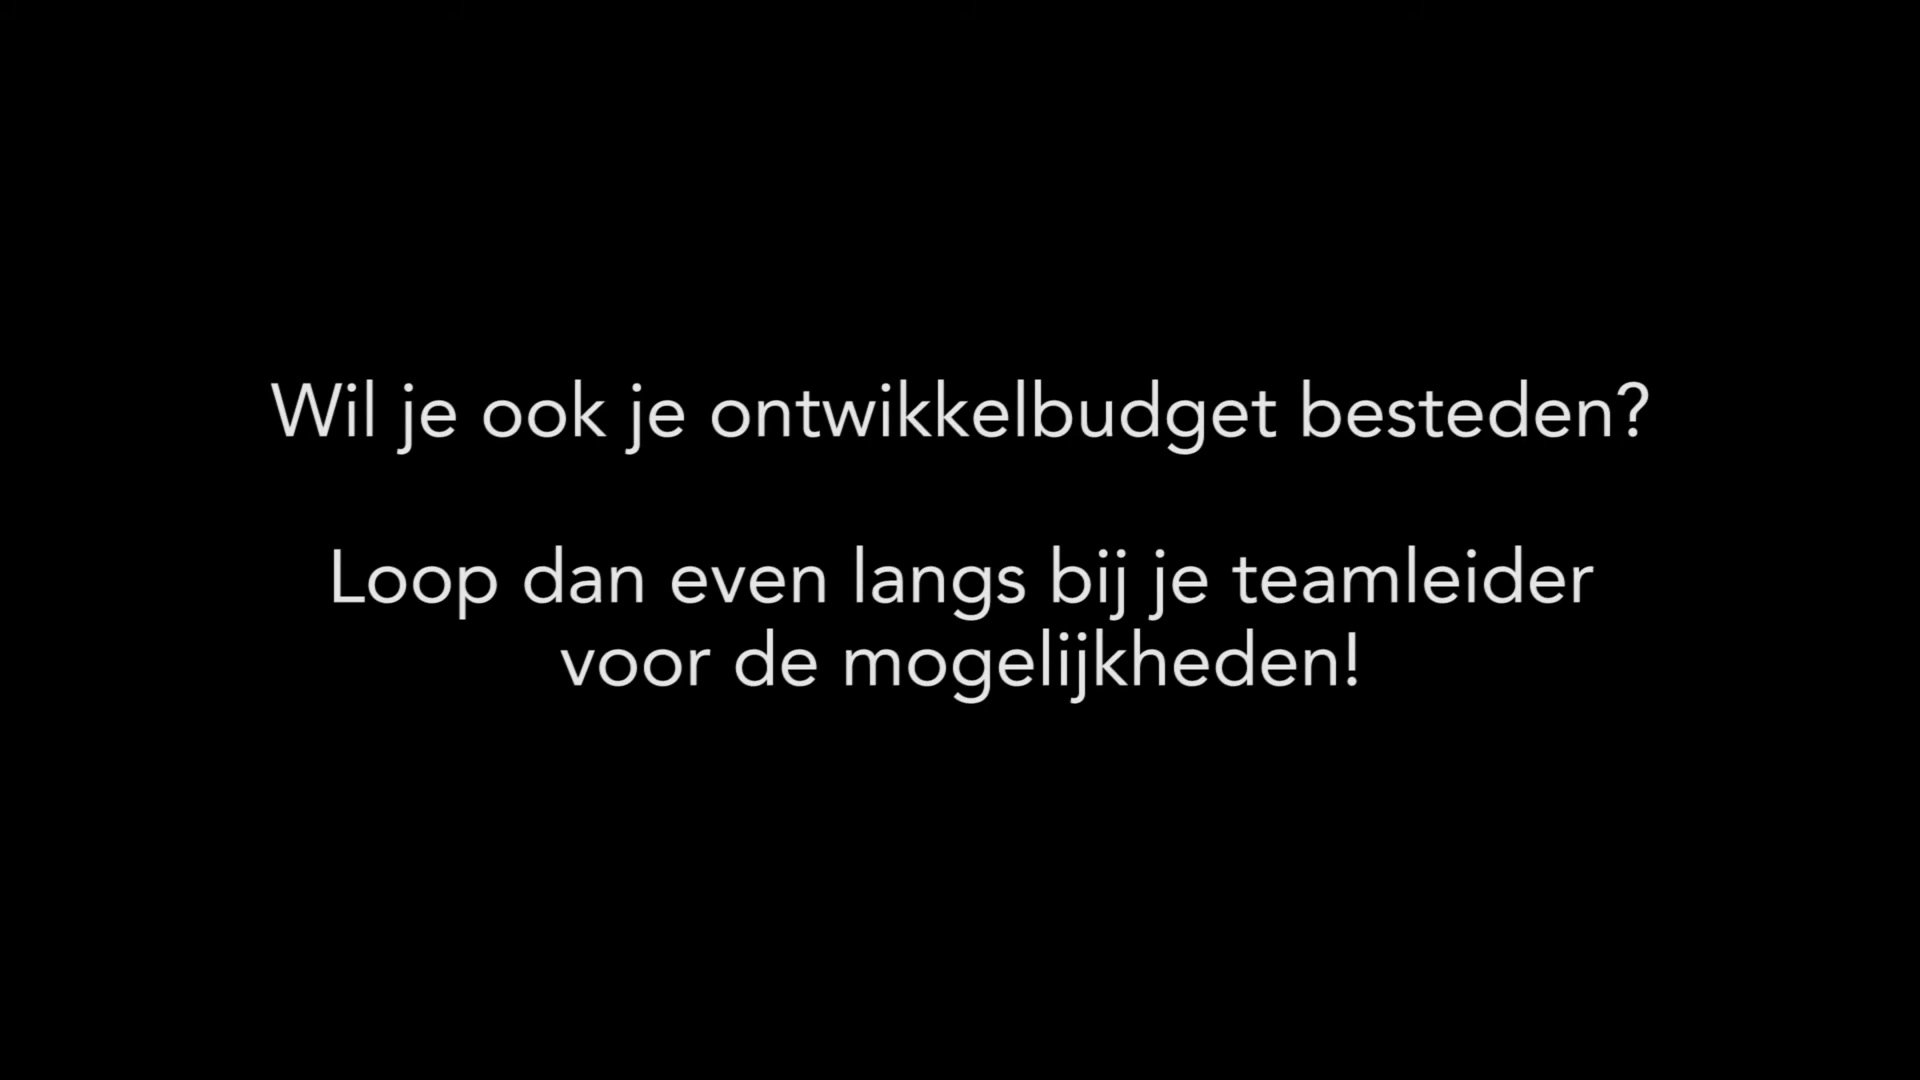 Wil je ook je ontwikkelbudget besteden?
Loop dan even langs bij je teamleider
voor de mogelijkheden!